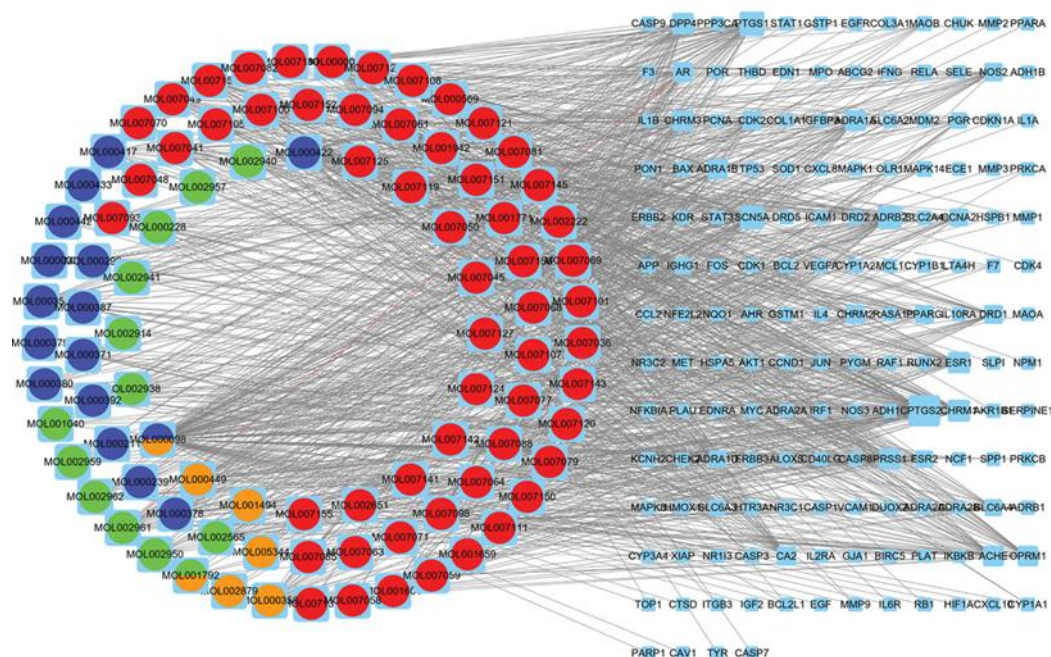 CASP9 DPP4 PPP3CA PTGS1 STAT1 GSTP1 EGFR COL3A1 MAOB CHUK MMP2 PPARA
F3 AR POR THBD EDN1 MPO ABCG2 IFNG RELA SELE NOS2 ADH1B
IL1B CHRM3 PCNA CDK2 COL1A1 IGFBP3 ADRA1A SLC6A2 MDM2 PGR CDKN1A IL1A
PON1 BAX ADRA1B TP53 SOD1 CXCL8 MAPK1 OLR1 MAPK14 ECE1 MMP3 PRKCA
ERBB2 KDR STAT3 SCN5A DRD5 ICAM1 DRD2 ADRB2 SLC2A4 CCNA2 HSPB1 MMP1
APP IGHG1 FOS CDK1 BCL2 VEGFA CYP1A2 MCL1 CYP1B1 LTA4H F7 CDK4
CCL2 NFE2L2 NQO1 AHR GSTM1 IL4 CHRM2 RASA1 PPARG IL10RA DRD1 MAOA
NR3C2 MET HSPA5 AKT1 CCND1 JUN PYGM RAF1 RUNX2 ESR1 SLPI NPM1
NFKBIA PLAU EDNRA MYC ADRA2A IRF1 NOS3 ADH1C PTGS2 CHRM1 AKR1B1 SERPINE1
KCNH2 CHEK2 ADRA1D ERBB3 ALOX5 CD40LG CASP8 PRSS1 ESR2 NCF1 SPP1 PRKCB
MAPK8 HMOX1 SLC6A3 HTR3A NR3C1 CASP1 VCAM1 DUOX2 ADRA2C ADRA2B SLC6A4 ADRB1
CYP3A4 XIAP NR1I3 CASP3 CA2 IL2RA GJA1 BIRC5 PLAT IKBKB ACHE OPRM1
TOP1 CTSD ITGB3 IGF2 BCL2L1 EGF MMP9 IL6R RB1 HIF1A CXCL10 CYP1A1
PARP1 CAV1 TYR CASP7
MOL007082
MOL007108
MOL000569
MOL007049
MOL007100
MOL007152
MOL007094
MOL007070
MOL007105
MOL007061
MOL007121
MOL007041
MOL000417
MOL002940
MOL000422
MOL007125
MOL001942
MOL007081
MOL000433
MOL007048
MOL002957
MOL007119
MOL007151
MOL007145
MOL000442
MOL007093
MOL000228
MOL007050
MOL002222
MOL002941
MOL007045
MOL007069
MOL000387
MOL007068
MOL007101
MOL002914
MOL007127
MOL007036
MOL000371
MOL007107
MOL000380
MOL000392
MOL007124
MOL007077
MOL007143
MOL001040
MOL000211
MOL000098
MOL007142
MOL007088
MOL007120
MOL002959
MOL000239
MOL000449
MOL007141
MOL007064
MOL007079
MOL002962
MOL000378
MOL001494
MOL007155
MOL002651
MOL007098
MOL007150
MOL002961
MOL002565
MOL007071
MOL007111
MOL002950
MOL005344
MOL007085
MOL007063
MOL001659
MOL001792
MOL002879
MOL007058
MOL007059